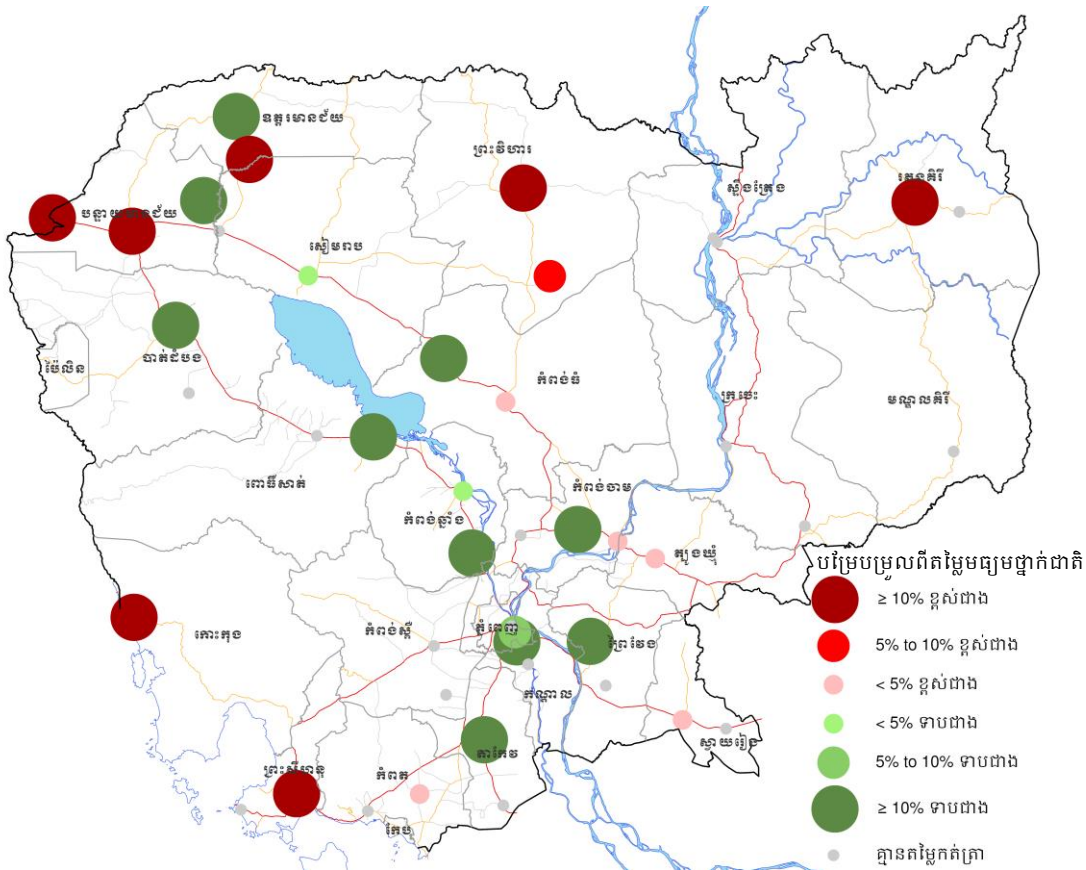 ឧត្តរមានជ័យ
ព្រះវិហារ
ស្ទឹងត្រែង
រតនគិរី
បន្ទាយមានជ័យ
សៀមរាប
បាត់ដំបង
ប៉ៃលិន
កំពង់ធំ
ក្រចេះ
មណ្ឌលគិរី
ពោធិ៍សាត់
កំពង់ចាម
កំពង់ឆ្នាំង
ត្បូងឃ្មុំ
បម្រែបម្រួលពីតម្លៃមធ្យមថ្នាក់ជាតិ
≥ 10% ខ្ពស់ជាង
កោះកុង
កំពង់ស្ពឺ
ភ្នំពេញ
ព្រៃវែង
5% to 10% ខ្ពស់ជាង
< 5% ខ្ពស់ជាង
កណ្តាល
< 5% ទាបជាង
ស្វាយរៀង
តាកែវ
5% to 10% ទាបជាង
ព្រះសីហនុ
កំពត
≥ 10% ទាបជាង
កែប
គ្មានតម្លៃកត់ត្រា